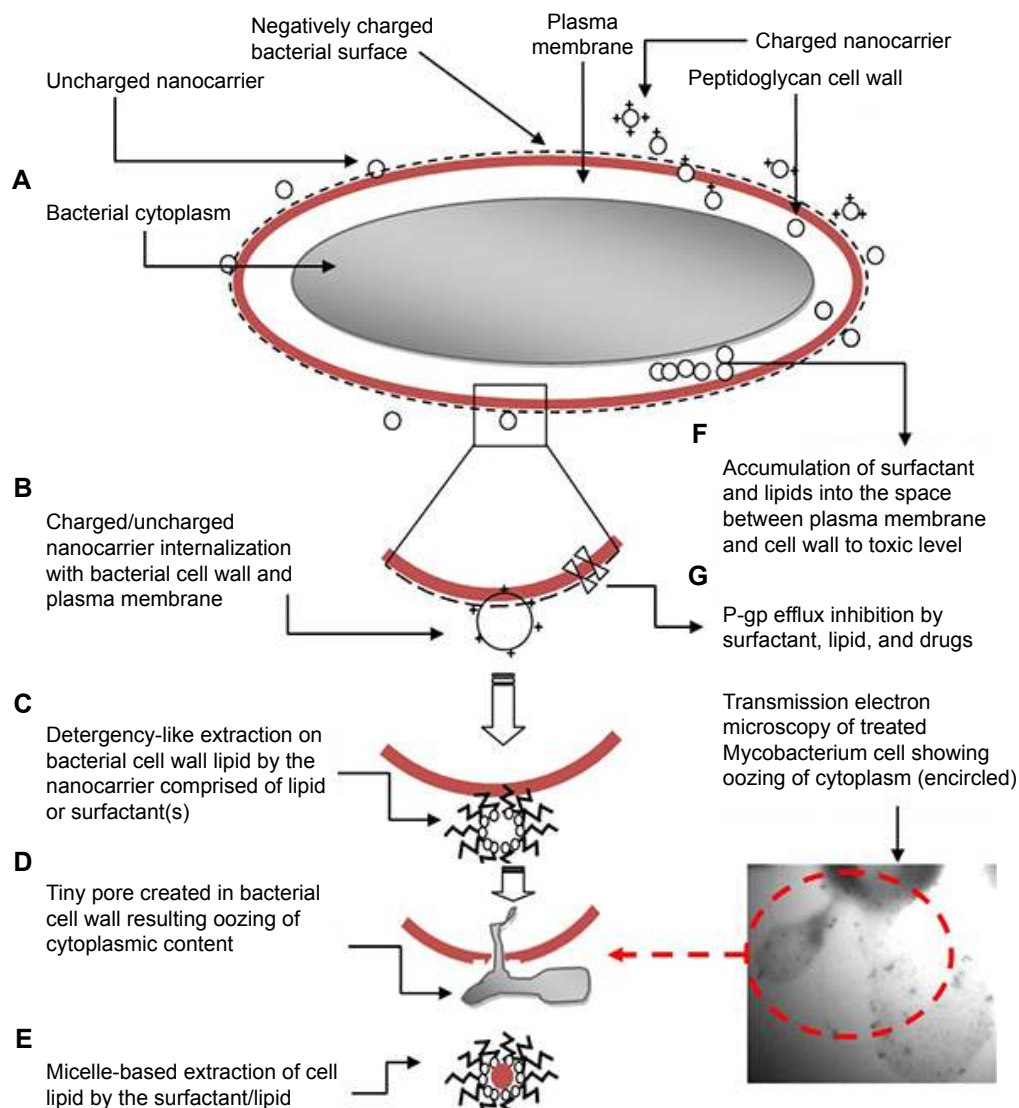 Negatively charged
bacterial surface
Plasma
membrane
Charged nanocarrier
Uncharged nanocarrier
Peptidoglycan cell wall
A
Bacterial cytoplasm
F
Accumulation of surfactant
and lipids into the space
between plasma membrane
and cell wall to toxic level
B
Charged/uncharged
nanocarrier internalization
with bacterial cell wall and
plasma membrane
G
P-gp efflux inhibition by
surfactant, lipid, and drugs
C
Detergency-like extraction on
bacterial cell wall lipid by the
nanocarrier comprised of lipid
or surfactant(s)
Transmission electron
microscopy of treated
Mycobacterium cell showing
oozing of cytoplasm (encircled)
D
Tiny pore created in bacterial
cell wall resulting oozing of
cytoplasmic content
E
Micelle-based extraction of cell
lipid by the surfactant/lipid